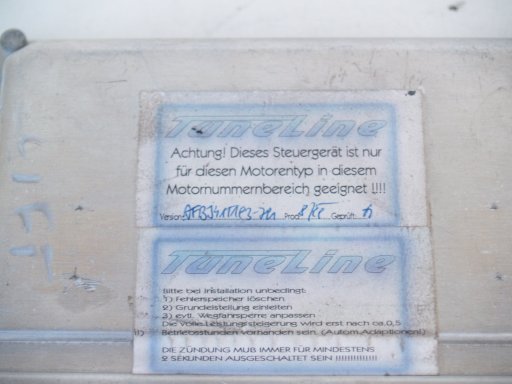 TuneLine
Achtung! Dieses Steuergerät ist nur
für diesen Motorentyp in diesem
Motornummernbereich geeignet !!!!
Version: Prod. Geprüft:
TuneLine
Bitte bei Installation unbedingt:
1) Fehlerspeicher löschen
2) Grundeistellung einleiten
3) evtl. Wegfahrsperre anpassen
Die volle Leistungssteigerung wird erst nach ca.0,5
Betriebsstunden vorhanden sein. (Autom.Adaptionen!)
DIE ZÜNDUNG MUß IMMER FÜR MINDESTENS
2 SEKUNDEN AUSGESCHALTET SEIN !!!!!!!!!!!!!!